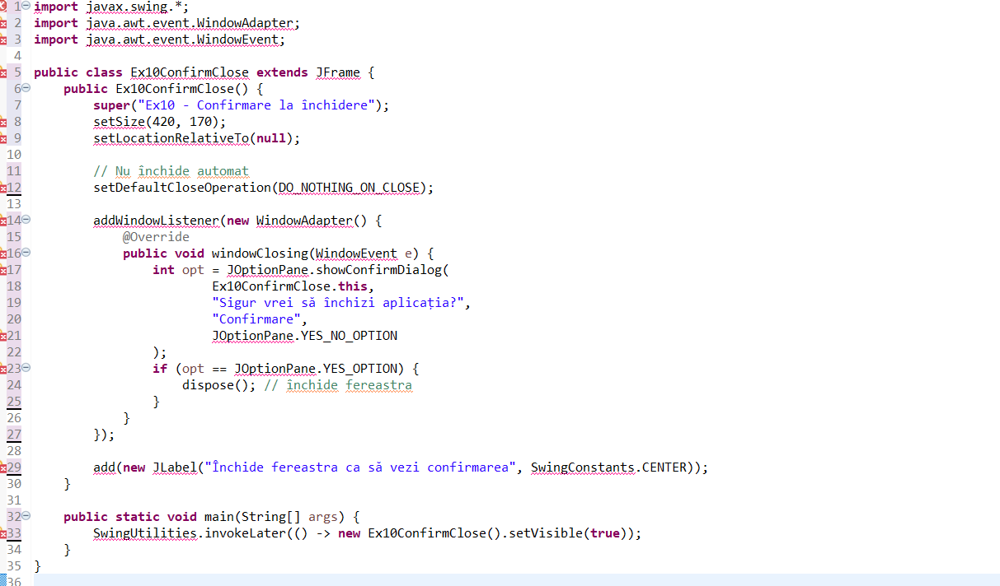 1 import javax.swing.*;
2 import java.awt.event.WindowAdapter;
3 import java.awt.event.WindowEvent;
4
5 public class Ex10ConfirmClose extends JFrame {
6     public Ex10ConfirmClose() {
7         super("Ex10 - Confirmare la închidere");
8         setSize(420, 170);
9         setLocationRelativeTo(null);
10
11         // Nu închide automat
12         setDefaultCloseOperation(DO_NOTHING_ON_CLOSE);
13
14         addWindowListener(new WindowAdapter() {
15             @Override
16             public void windowClosing(WindowEvent e) {
17                 int opt = JOptionPane.showConfirmDialog(
18                         Ex10ConfirmClose.this,
19                         "Sigur vrei să închizi aplicația?",
20                         "Confirmare",
21                         JOptionPane.YES_NO_OPTION
22                 );
23                 if (opt == JOptionPane.YES_OPTION) {
24                     dispose(); // închide fereastra
25                 }
26             }
27         });
28
29         add(new JLabel("Închide fereastra ca să vezi confirmarea", SwingConstants.CENTER));
30     }
31
32     public static void main(String[] args) {
33         SwingUtilities.invokeLater(() -> new Ex10ConfirmClose().setVisible(true));
34     }
35 }
36